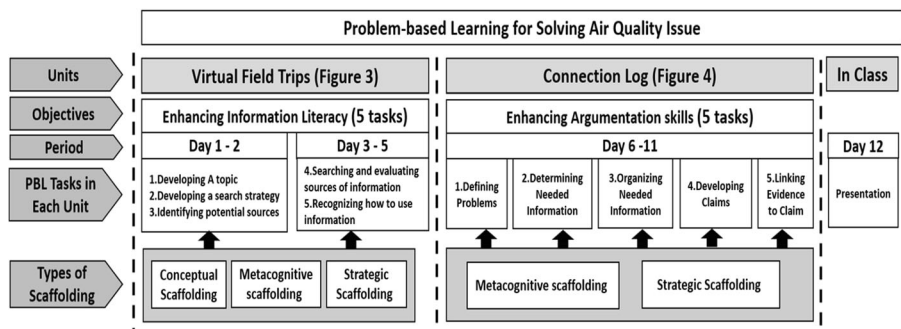 Problem-based Learning for Solving Air Quality Issue
Units
Virtual Field Trips (Figure 3)
Connection Log (Figure 4)
In Class
Objectives
Enhancing Information Literacy (5 tasks)
Enhancing Argumentation skills (5 tasks)
Period
Day 1 - 2
Day 3 - 5
Day 6 -11
Day 12
PBL Tasks in
Each Unit
1.Developing A topic
2.Developing a search strategy
3.Identifying potential sources
4.Searching and evaluating
sources of information
5.Recognizing how to use
information
1.Defining
Problems
2.Determining
Needed
Information
3.Organizing
Needed
Information
4.Developing
Claims
5.Linking
Evidence
to Claim
Presentation
Types of
Scaffolding
Conceptual
Scaffolding
Metacognitive
scaffolding
Strategic
Scaffolding
Metacognitive scaffolding
Strategic Scaffolding